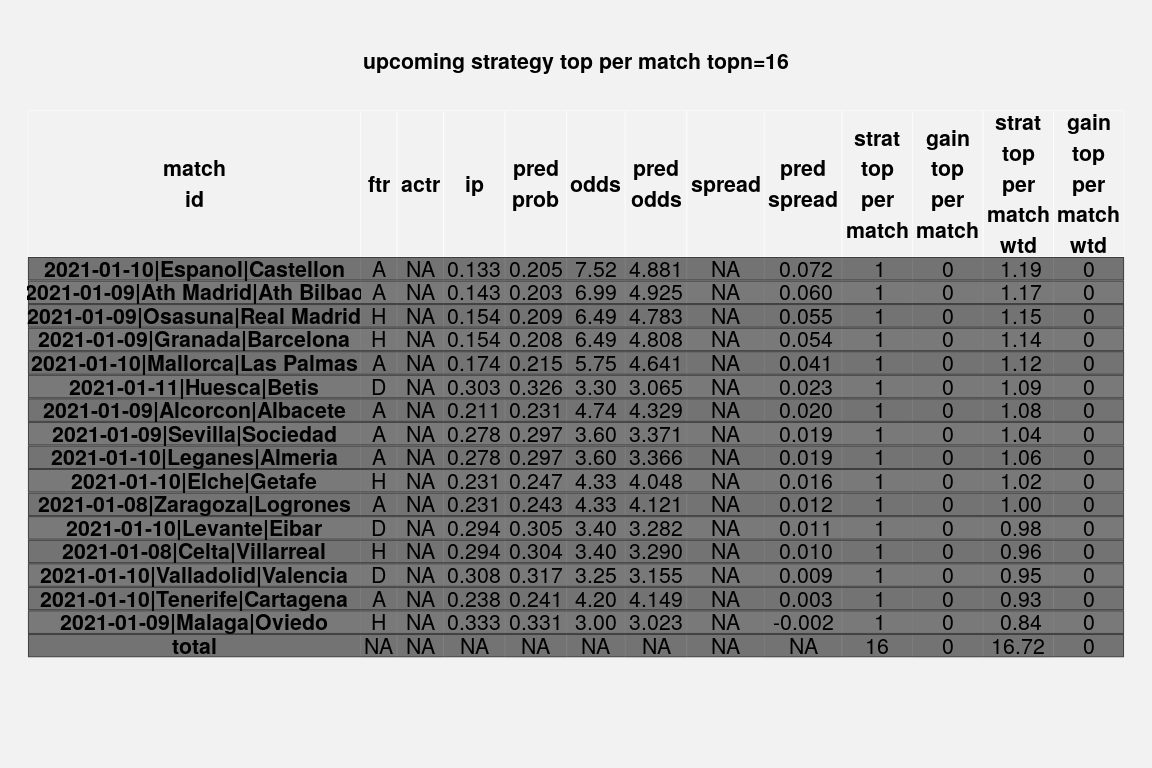 upcoming strategy top per match topn=16
match id ftr actr ip pred prob odds pred odds spread pred spread strat top per match gain top per match strat top per match wtd gain top per match wtd
2021-01-10|Espanol|Castellon A NA 0.133 0.205 7.52 4.881 NA 0.072 1 0 1.19 0
2021-01-09|Ath Madrid|Ath Bilbao A NA 0.143 0.203 6.99 4.925 NA 0.060 1 0 1.17 0
2021-01-09|Osasuna|Real Madrid H NA 0.154 0.209 6.49 4.783 NA 0.055 1 0 1.15 0
2021-01-09|Granada|Barcelona H NA 0.154 0.208 6.49 4.808 NA 0.054 1 0 1.14 0
2021-01-10|Mallorca|Las Palmas A NA 0.174 0.215 5.75 4.641 NA 0.041 1 0 1.12 0
2021-01-11|Huesca|Betis D NA 0.303 0.326 3.30 3.065 NA 0.023 1 0 1.09 0
2021-01-09|Alcorcon|Albacete A NA 0.211 0.231 4.74 4.329 NA 0.020 1 0 1.08 0
2021-01-09|Sevilla|Sociedad A NA 0.278 0.297 3.60 3.371 NA 0.019 1 0 1.04 0
2021-01-10|Leganes|Almeria A NA 0.278 0.297 3.60 3.366 NA 0.019 1 0 1.06 0
2021-01-10|Elche|Getafe H NA 0.231 0.247 4.33 4.048 NA 0.016 1 0 1.02 0
2021-01-08|Zaragoza|Logrones A NA 0.231 0.243 4.33 4.121 NA 0.012 1 0 1.00 0
2021-01-10|Levante|Eibar D NA 0.294 0.305 3.40 3.282 NA 0.011 1 0 0.98 0
2021-01-08|Celta|Villarreal H NA 0.294 0.304 3.40 3.290 NA 0.010 1 0 0.96 0
2021-01-10|Valladolid|Valencia D NA 0.308 0.317 3.25 3.155 NA 0.009 1 0 0.95 0
2021-01-10|Tenerife|Cartagena A NA 0.238 0.241 4.20 4.149 NA 0.003 1 0 0.93 0
2021-01-09|Malaga|Oviedo H NA 0.333 0.331 3.00 3.023 NA -0.002 1 0 0.84 0
total NA NA NA NA NA NA NA NA 16 0 16.72 0